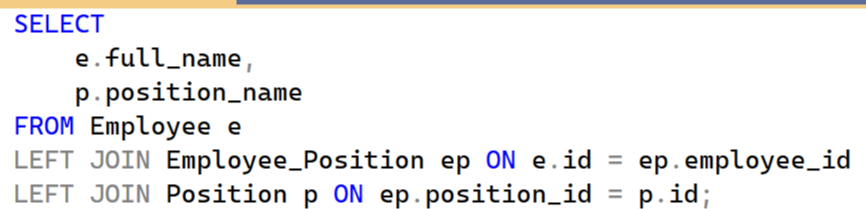 SELECT
    e.full_name,
    p.position_name
FROM Employee e
LEFT JOIN Employee_Position ep ON e.id = ep.employee_id
LEFT JOIN Position p ON ep.position_id = p.id;